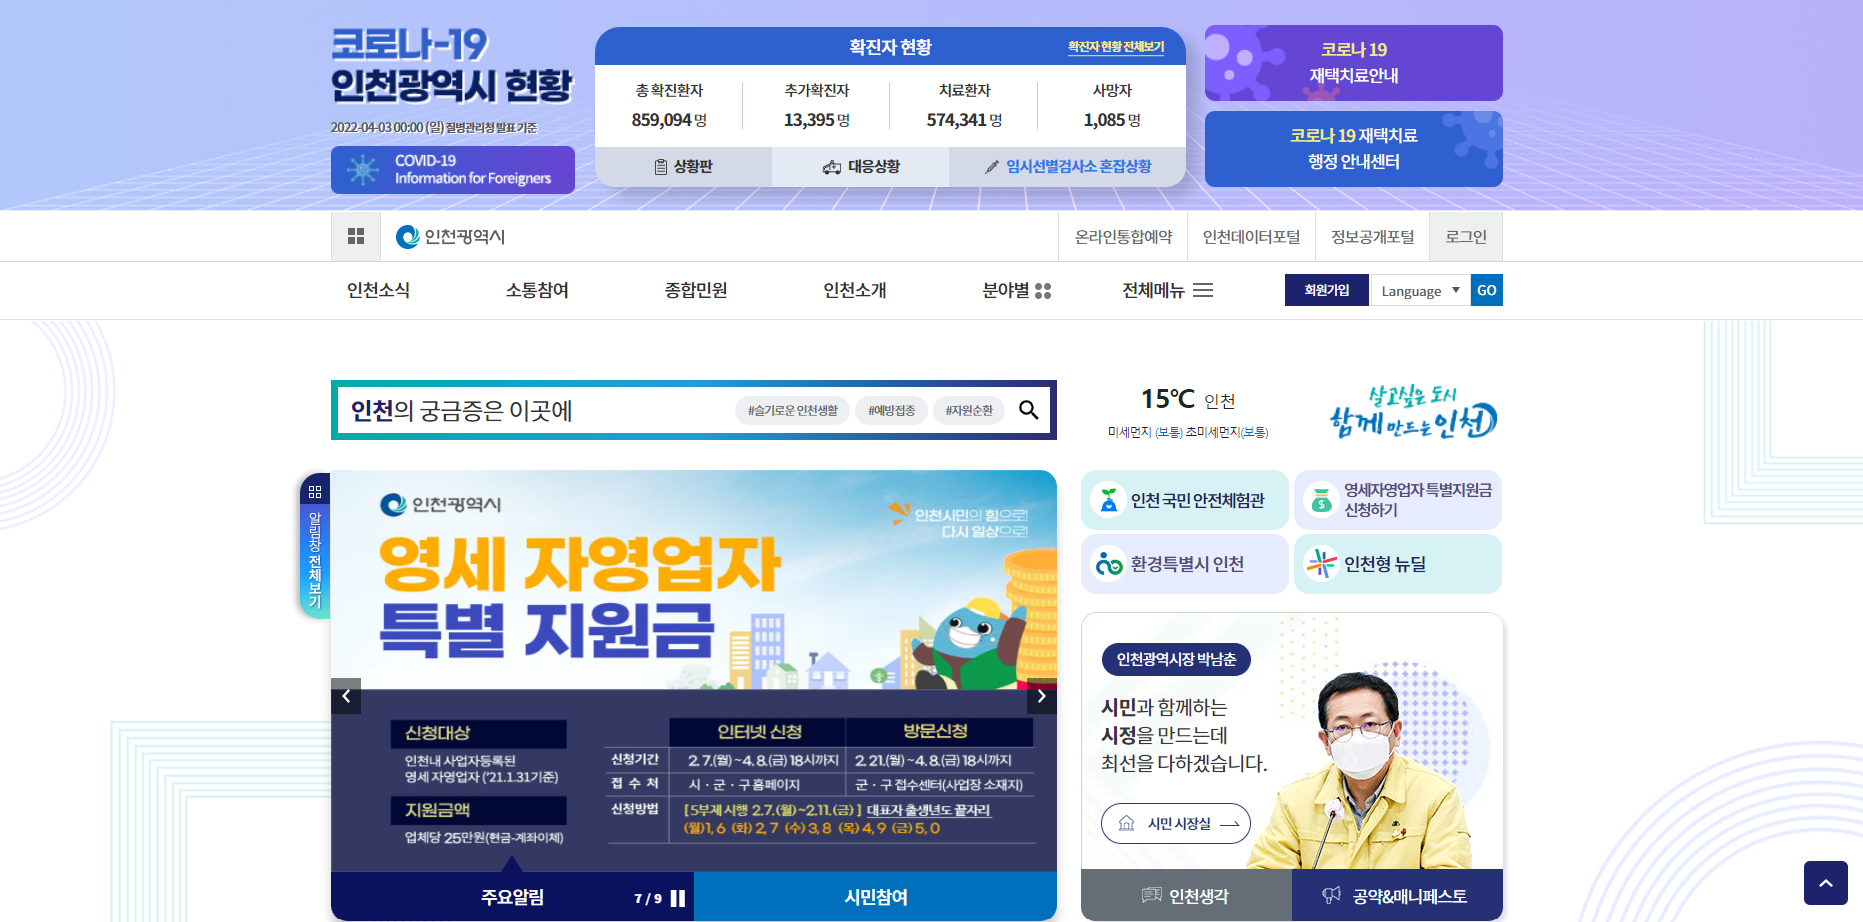 코로나-19
인천광역시 현황
2022-04-03 00:00 (일) 질병관리청 발표 기준
COVID-19
Information for Foreigners
확진자 현황
확진자 현황 전체보기
총 확진환자
859,094 명
추가확진자
13,395 명
치료환자
574,341 명
사망자
1,085 명
상황판
대응상황
임시선별검사소 혼잡상황
코로나 19
재택치료안내
코로나 19 재택치료
행정 안내센터
인천광역시
온라인통합예약
인천데이터포털
정보공개포털
로그인
인천소식
소통참여
종합민원
인천소개
분야별
전체메뉴
회원가입
Language
GO
인천의 궁금증은 이곳에
#슬기로운 인천생활
#예방접종
#자원순환
15℃ 인천
미세먼지 (보통) 초미세먼지(보통)
살고싶은 도시
함께 만드는 인천
알림창 전체보기
인천광역시
인천시민의 힘으로!
다시 일상으로!
영세 자영업자
특별 지원금
신청대상
인천내 사업자등록된
영세 자영업자 ('21.1.31기준)
지원금액
업체당 25만원(현금-계좌이체)
인터넷 신청
방문신청
신청기간
2. 7.(월) ~4. 8.(금) 18시까지
2. 21.(월) ~4. 8.(금) 18시까지
접 수 처
시 · 군 · 구 홈페이지
군 · 구 접수센터(사업장 소재지)
신청방법
[ 5부제 시행 2.7.(월) ~2.11.(금) ] 대표자 출생년도 끝자리
(월)1, 6 (화) 2, 7 (수) 3, 8 (목) 4, 9 (금) 5, 0
주요알림
7 / 9
시민참여
인천 국민 안전체험관
영세자영업자 특별지원금
신청하기
환경특별시 인천
인천형 뉴딜
인천광역시장 박남춘
시민과 함께하는
시정을 만드는데
최선을 다하겠습니다.
시민 시장실
인천생각
공약&매니페스토